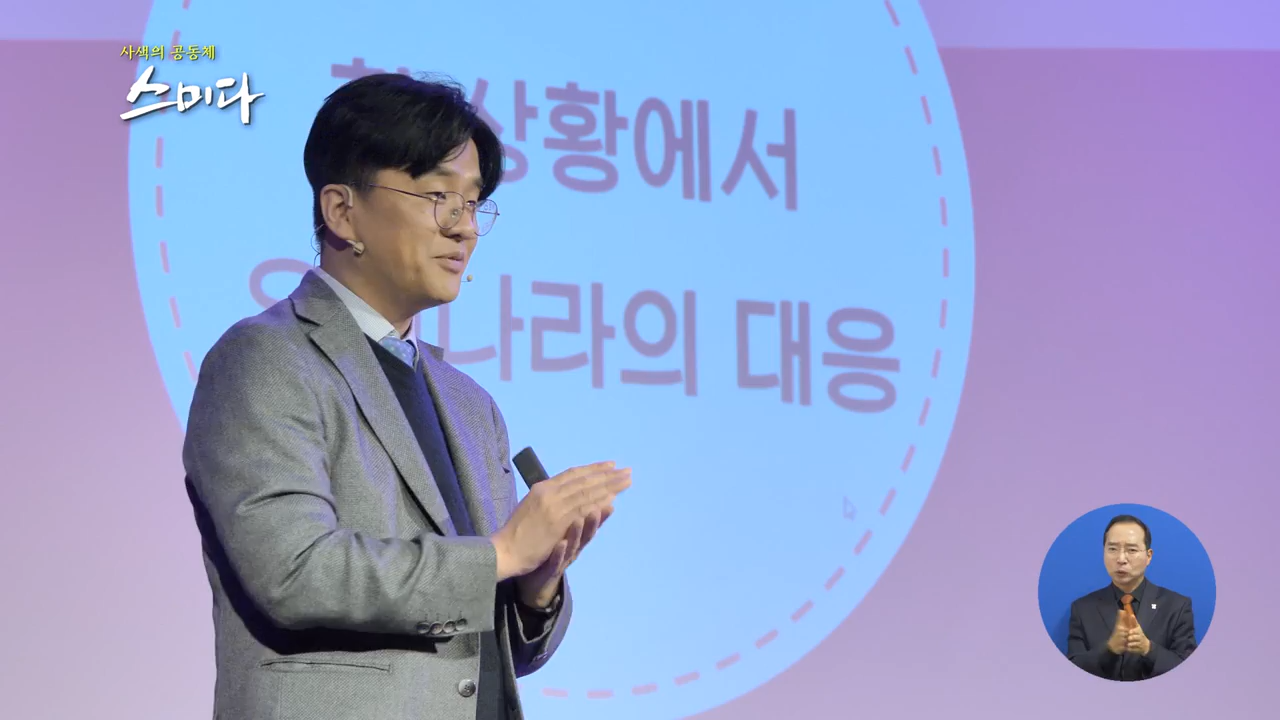 사색의 공동체
스미다
상황에서
나라의 대응